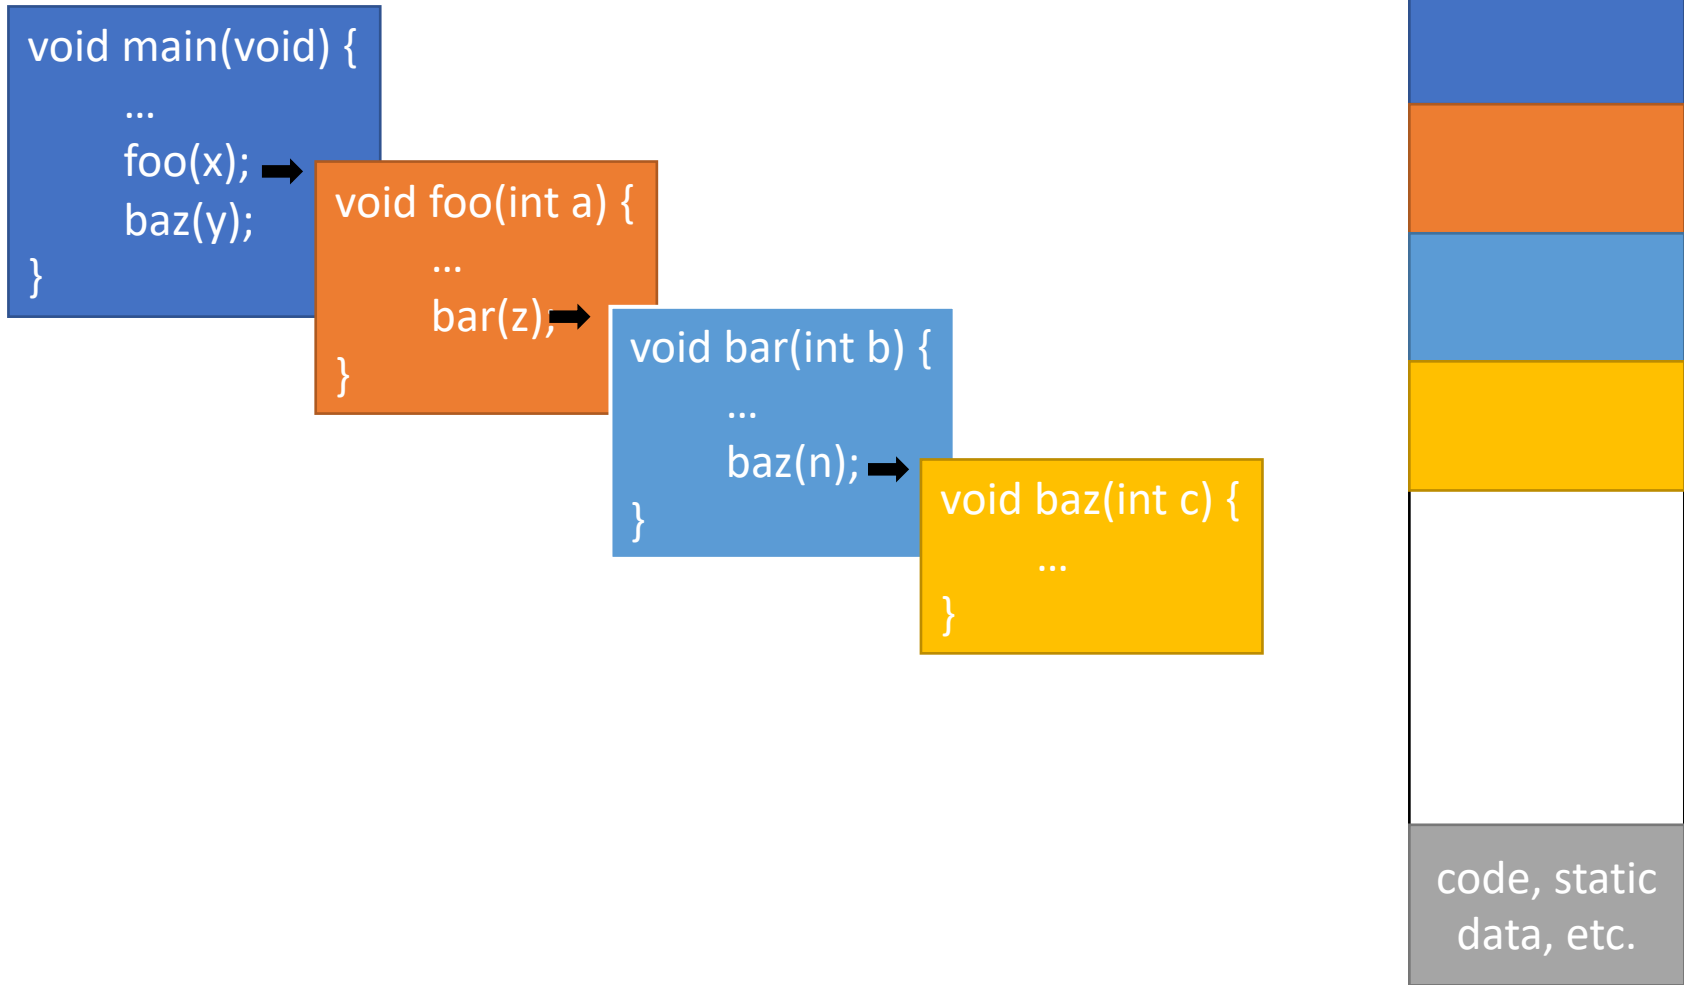 void main(void) {
...
foo(x);
baz(y);
}
void foo(int a) {
...
bar(z);
}
void bar(int b) {
...
baz(n);
}
void baz(int c) {
...
}
code, static
data, etc.